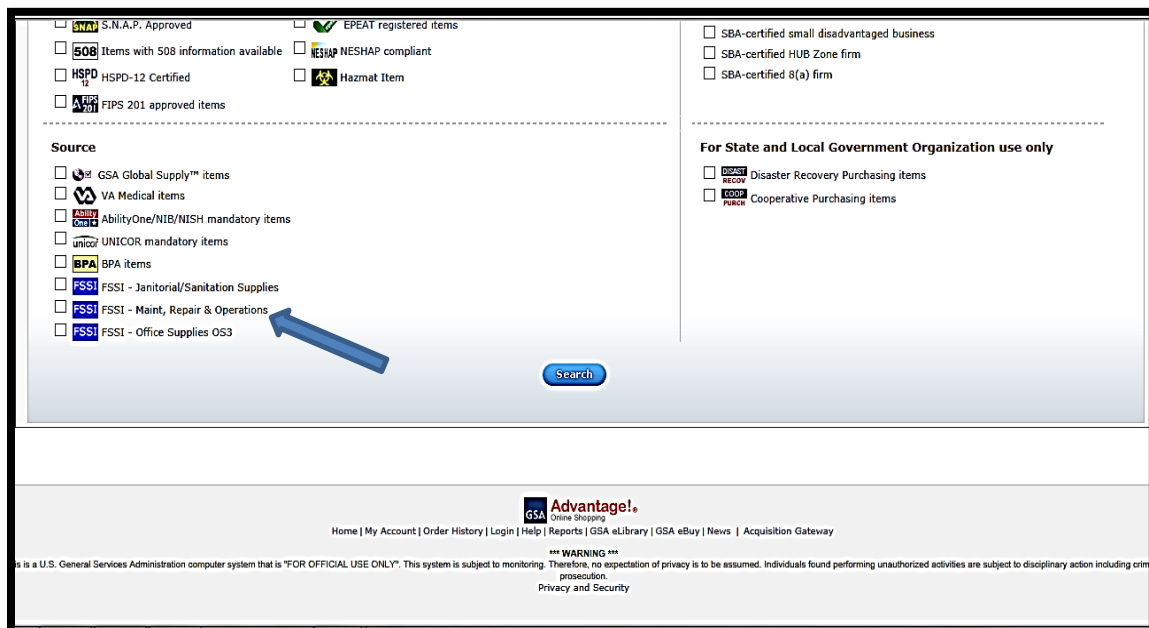 SNAP S.N.A.P. Approved
EPEAT registered items
508 Items with 508 information available
NESHAP NESHAP compliant
HSPD 12 HSPD-12 Certified
Hazmat Item
FIPS 201 FIPS 201 approved items
SBA-certified small disadvantaged business
SBA-certified HUB Zone firm
SBA-certified 8(a) firm
Source
GSA Global Supply™ items
VA Medical items
Ability One AbilityOne/NIB/NISH mandatory items
unicor UNICOR mandatory items
BPA BPA items
FSSI FSSI - Janitorial/Sanitation Supplies
FSSI FSSI - Maint, Repair & Operations
FSSI FSSI - Office Supplies OS3
For State and Local Government Organization use only
DISAST RECOV Disaster Recovery Purchasing items
COOP PURCH Cooperative Purchasing items
Search
GSA Advantage!®
Online Shopping
Home | My Account | Order History | Login | Help | Reports | GSA eLibrary | GSA eBuy | News | Acquisition Gateway
*** WARNING ***
is is a U.S. General Services Administration computer system that is "FOR OFFICIAL USE ONLY". This system is subject to monitoring. Therefore, no expectation of privacy is to be assumed. Individuals found performing unauthorized activities are subject to disciplinary action including crim
prosecution.
Privacy and Security